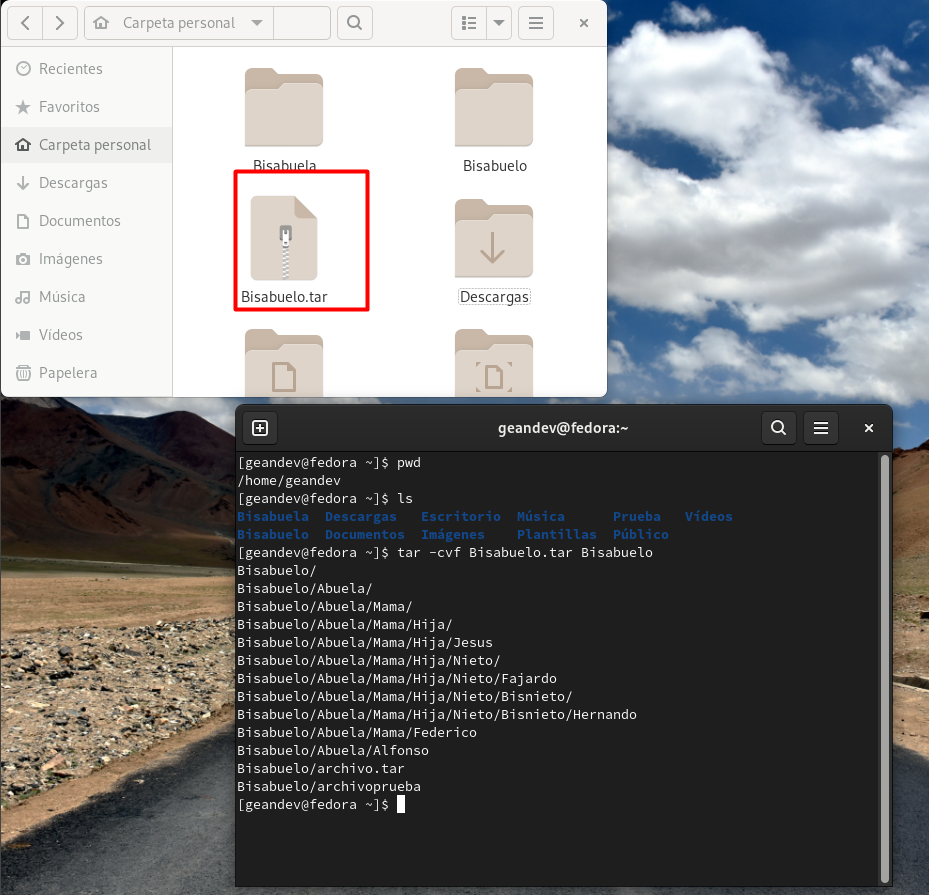 Carpeta personal
Recientes
Favoritos
Carpeta personal
Descargas
Documentos
Imágenes
Música
Vídeos
Papelera
Bisabuela
Bisabuelo
Bisabuelo.tar
Descargas
geandev@fedora:~
[geandev@fedora ~]$ pwd
/home/geandev
[geandev@fedora ~]$ ls
Bisabuela  Descargas   Escritorio  Música      Prueba   Vídeos
Bisabuelo  Documentos  Imágenes    Plantillas  Público
[geandev@fedora ~]$ tar -cvf Bisabuelo.tar Bisabuelo
Bisabuelo/
Bisabuelo/Abuela/
Bisabuelo/Abuela/Mama/
Bisabuelo/Abuela/Mama/Hija/
Bisabuelo/Abuela/Mama/Hija/Jesus
Bisabuelo/Abuela/Mama/Hija/Nieto/
Bisabuelo/Abuela/Mama/Hija/Nieto/Fajardo
Bisabuelo/Abuela/Mama/Hija/Nieto/Bisnieto/
Bisabuelo/Abuela/Mama/Hija/Nieto/Bisnieto/Hernando
Bisabuelo/Abuela/Mama/Federico
Bisabuelo/Abuela/Alfonso
Bisabuelo/archivo.tar
Bisabuelo/archivoprueba
[geandev@fedora ~]$